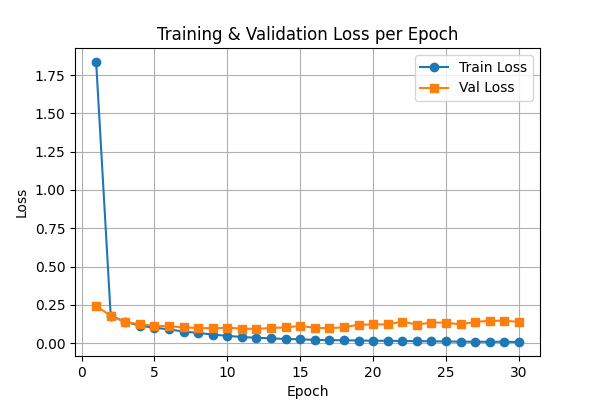 Training & Validation Loss per Epoch
Train Loss
Val Loss
1.75
1.50
1.25
1.00
0.75
0.50
0.25
0.00
Loss
0 5 10 15 20 25 30
Epoch